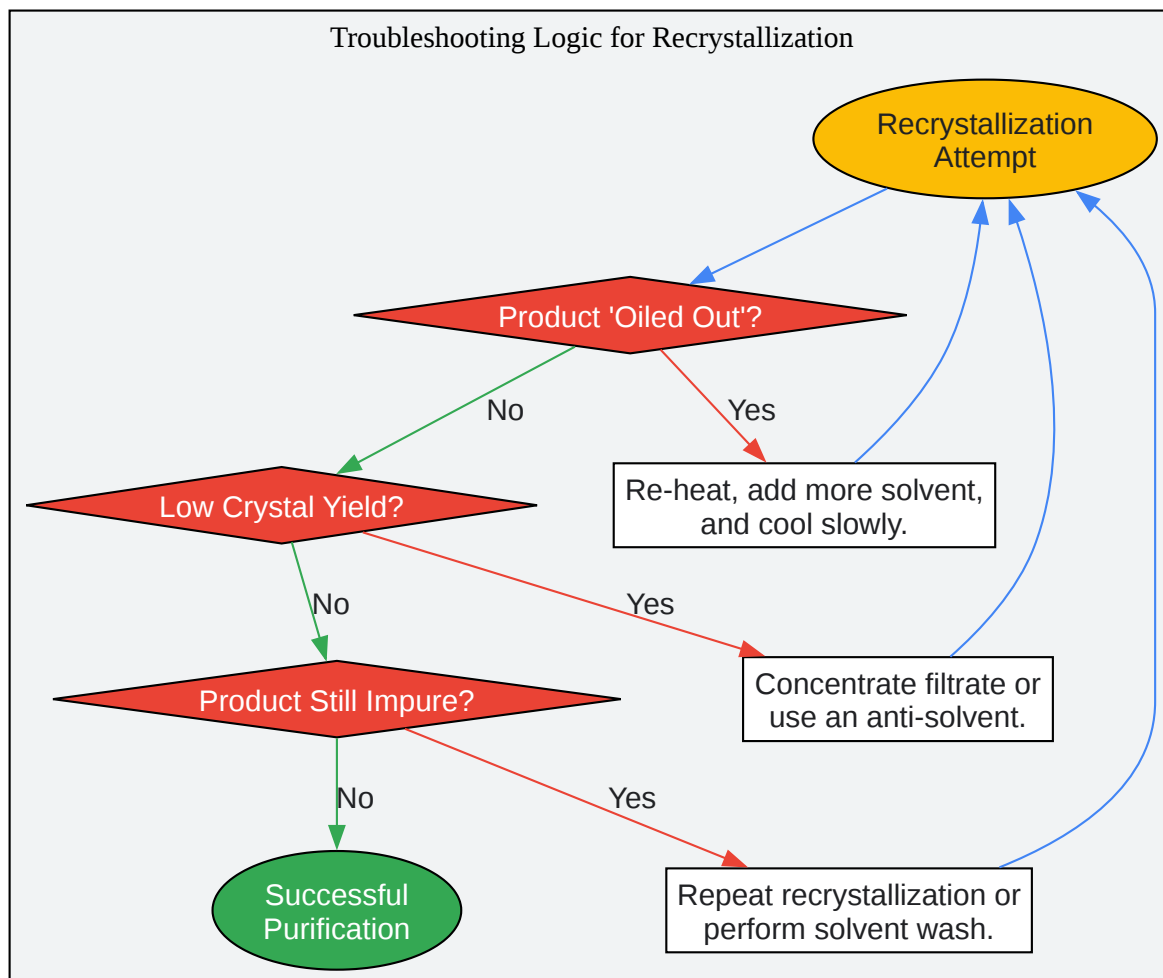 Troubleshooting Logic for Recrystallization
Recrystallization
Attempt
Product 'Oiled Out'?
No
Yes
Low Crystal Yield?
Re-heat, add more solvent,
and cool slowly.
No
Yes
Product Still Impure?
Concentrate filtrate or
use an anti-solvent.
No
Yes
Successful
Purification
Repeat recrystallization or
perform solvent wash.